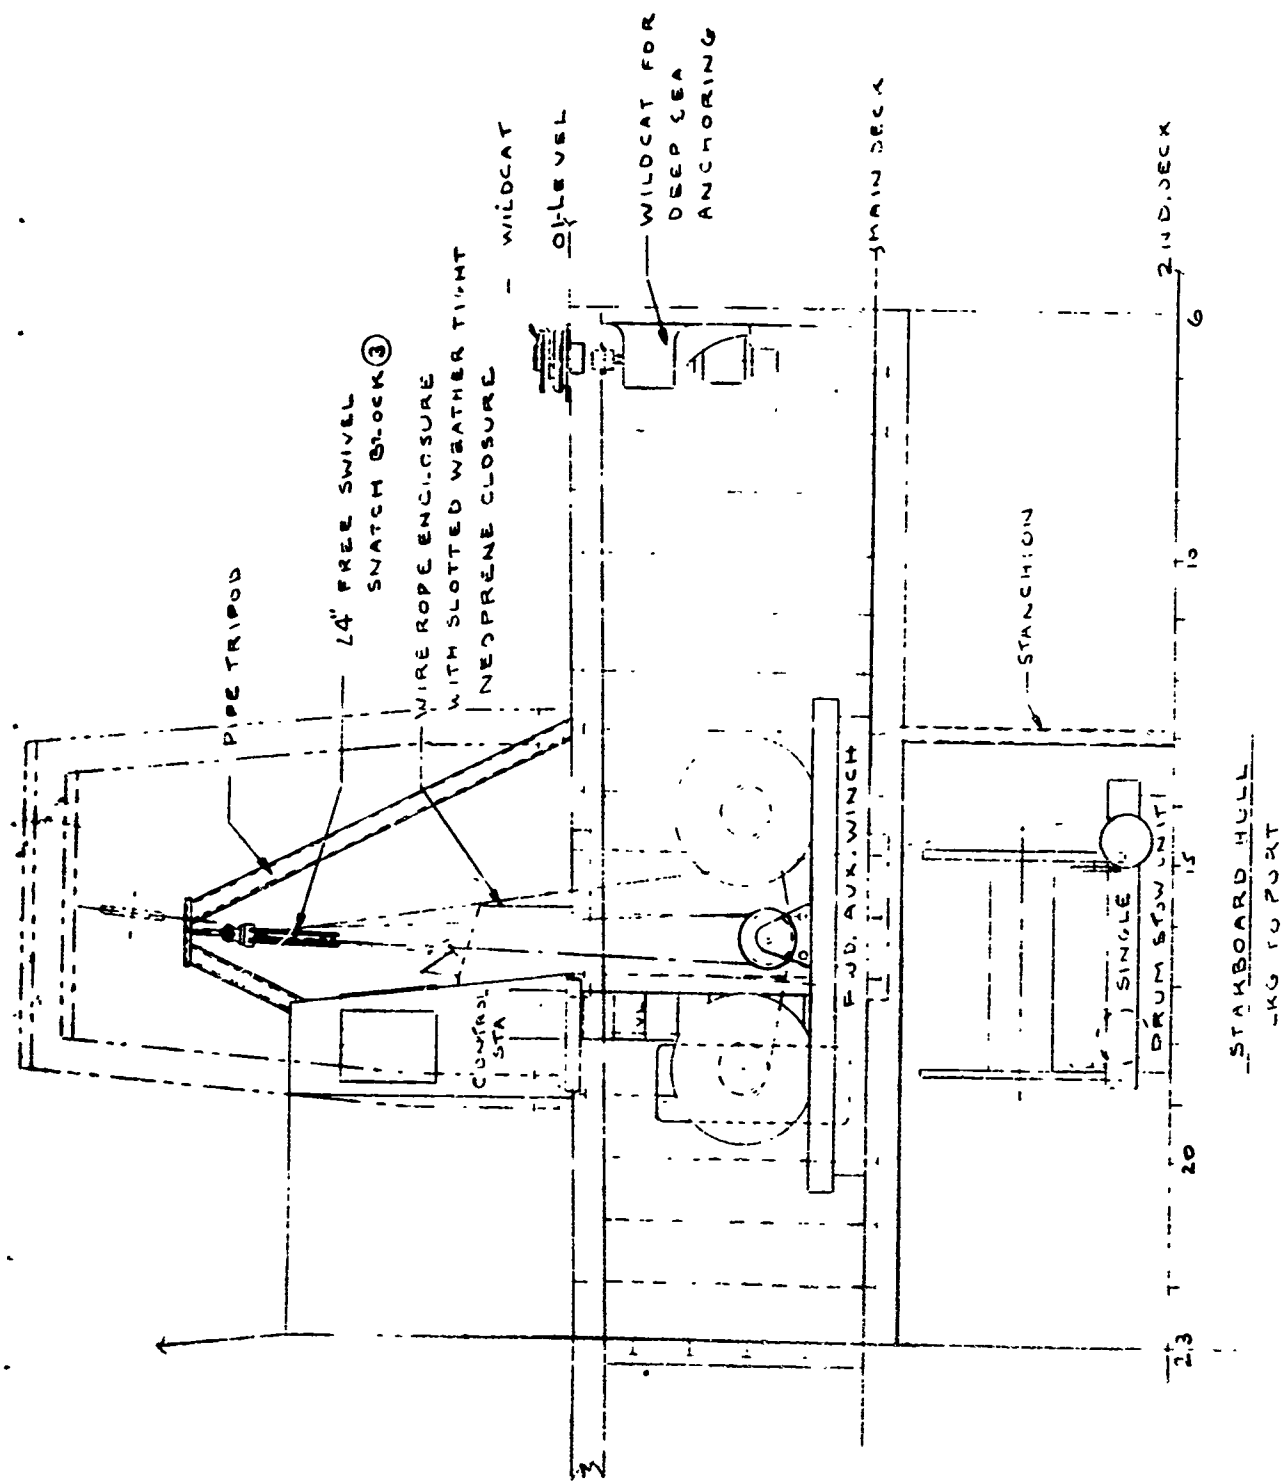 PIPE TRIPOD
24" FREE SWIVEL
SNATCH BLOCK ③
WIRE ROPE ENCLOSURE
WITH SLOTTED WEATHER TIGHT
NEOPRENE CLOSURE
- WILDCAT
01-LEVEL
WILDCAT FOR
DEEP SEA
ANCHORING
MAIN DECK
2ND. DECK
CONTROL
STA
FWD. AUX. WINCH
STANCHION
SINGLE
DRUM STOW UNIT
3
6
10
15
20
23
STARBOARD HULL
LKG TO PORT